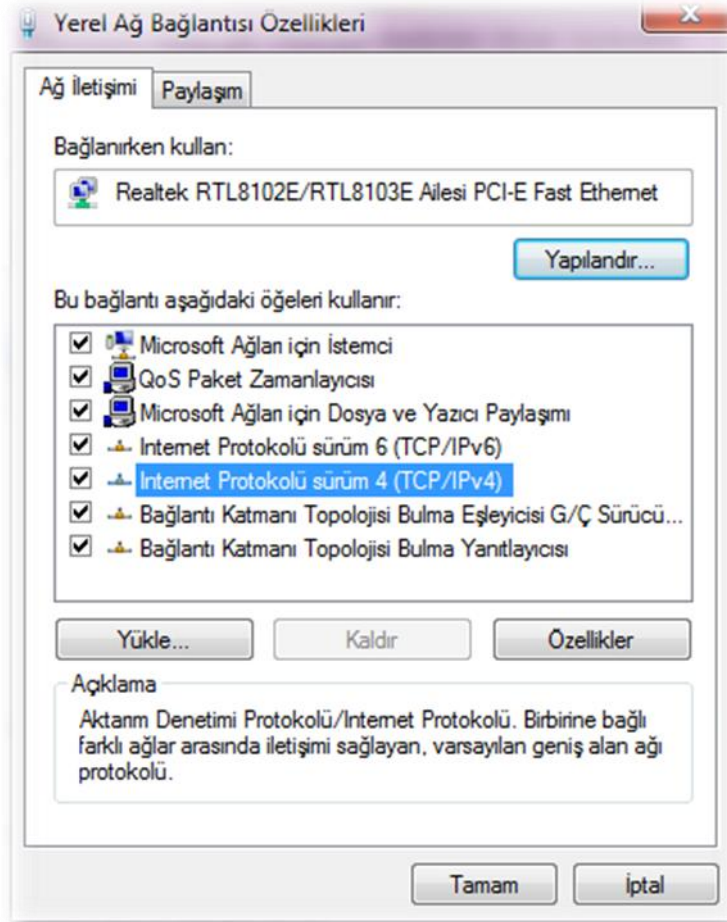 Yerel Ağ Bağlantısı Özellikleri
Ağ İletişimi
Paylaşım
Bağlanırken kullan:
Realtek RTL8102E/RTL8103E Ailesi PCI-E Fast Ethernet
Yapılandır...
Bu bağlantı aşağıdaki öğeleri kullanır:
Microsoft Ağları için İstemci
QoS Paket Zamanlayıcısı
Microsoft Ağları için Dosya ve Yazıcı Paylaşımı
Internet Protokolü sürüm 6 (TCP/IPv6)
Internet Protokolü sürüm 4 (TCP/IPv4)
Bağlantı Katmanı Topolojisi Bulma Eşleyicisi G/Ç Sürücü...
Bağlantı Katmanı Topolojisi Bulma Yanıtlayıcısı
Yükle...
Kaldır
Özellikler
Açıklama
Aktarım Denetimi Protokolü/Internet Protokolü. Birbirine bağlı
farklı ağlar arasında iletişimi sağlayan, varsayılan geniş alan ağı
protokolü.
Tamam
İptal